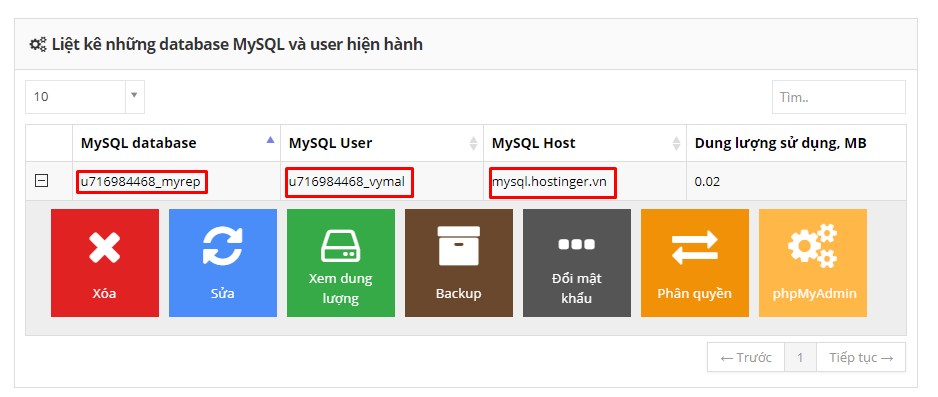 Liệt kê những database MySQL và user hiện hành
10
Tìm..
MySQL database MySQL User MySQL Host Dung lượng sử dụng, MB
u716984468_myrep u716984468_vymal mysql.hostinger.vn 0.02
Xóa Sửa Xem dung lượng Backup Đổi mật khẩu Phân quyền phpMyAdmin
← Trước 1 Tiếp tục →